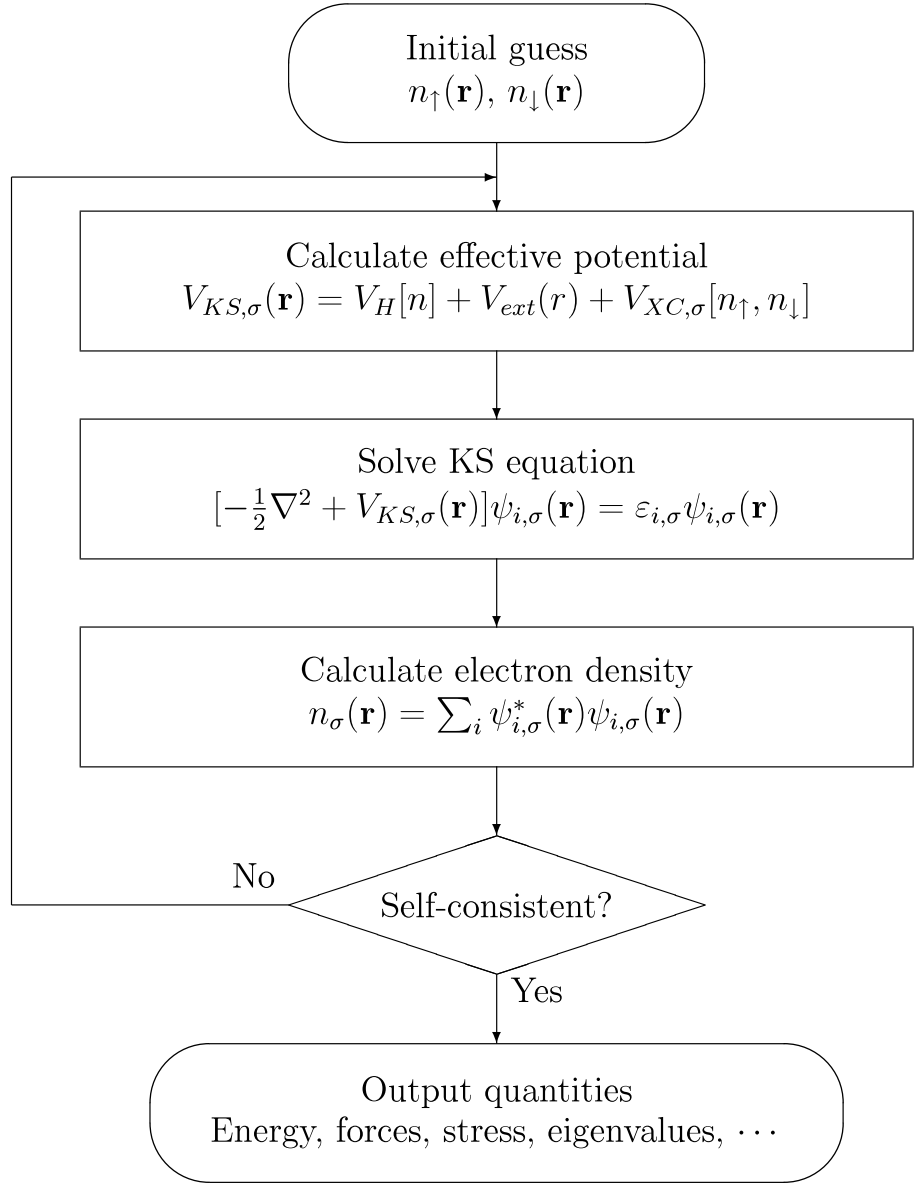 Initial guess
n↑(𝐫), n↓(𝐫)
Calculate effective potential
V_{KS,σ}(𝐫) = V_H[n] + V_{ext}(r) + V_{XC,σ}[n↑, n↓]
Solve KS equation
[−½∇² + V_{KS,σ}(𝐫)]ψ_{i,σ}(𝐫) = ε_{i,σ}ψ_{i,σ}(𝐫)
Calculate electron density
n_σ(𝐫) = ∑_i ψ*_{i,σ}(𝐫)ψ_{i,σ}(𝐫)
No
Self-consistent?
Yes
Output quantities
Energy, forces, stress, eigenvalues, ⋯